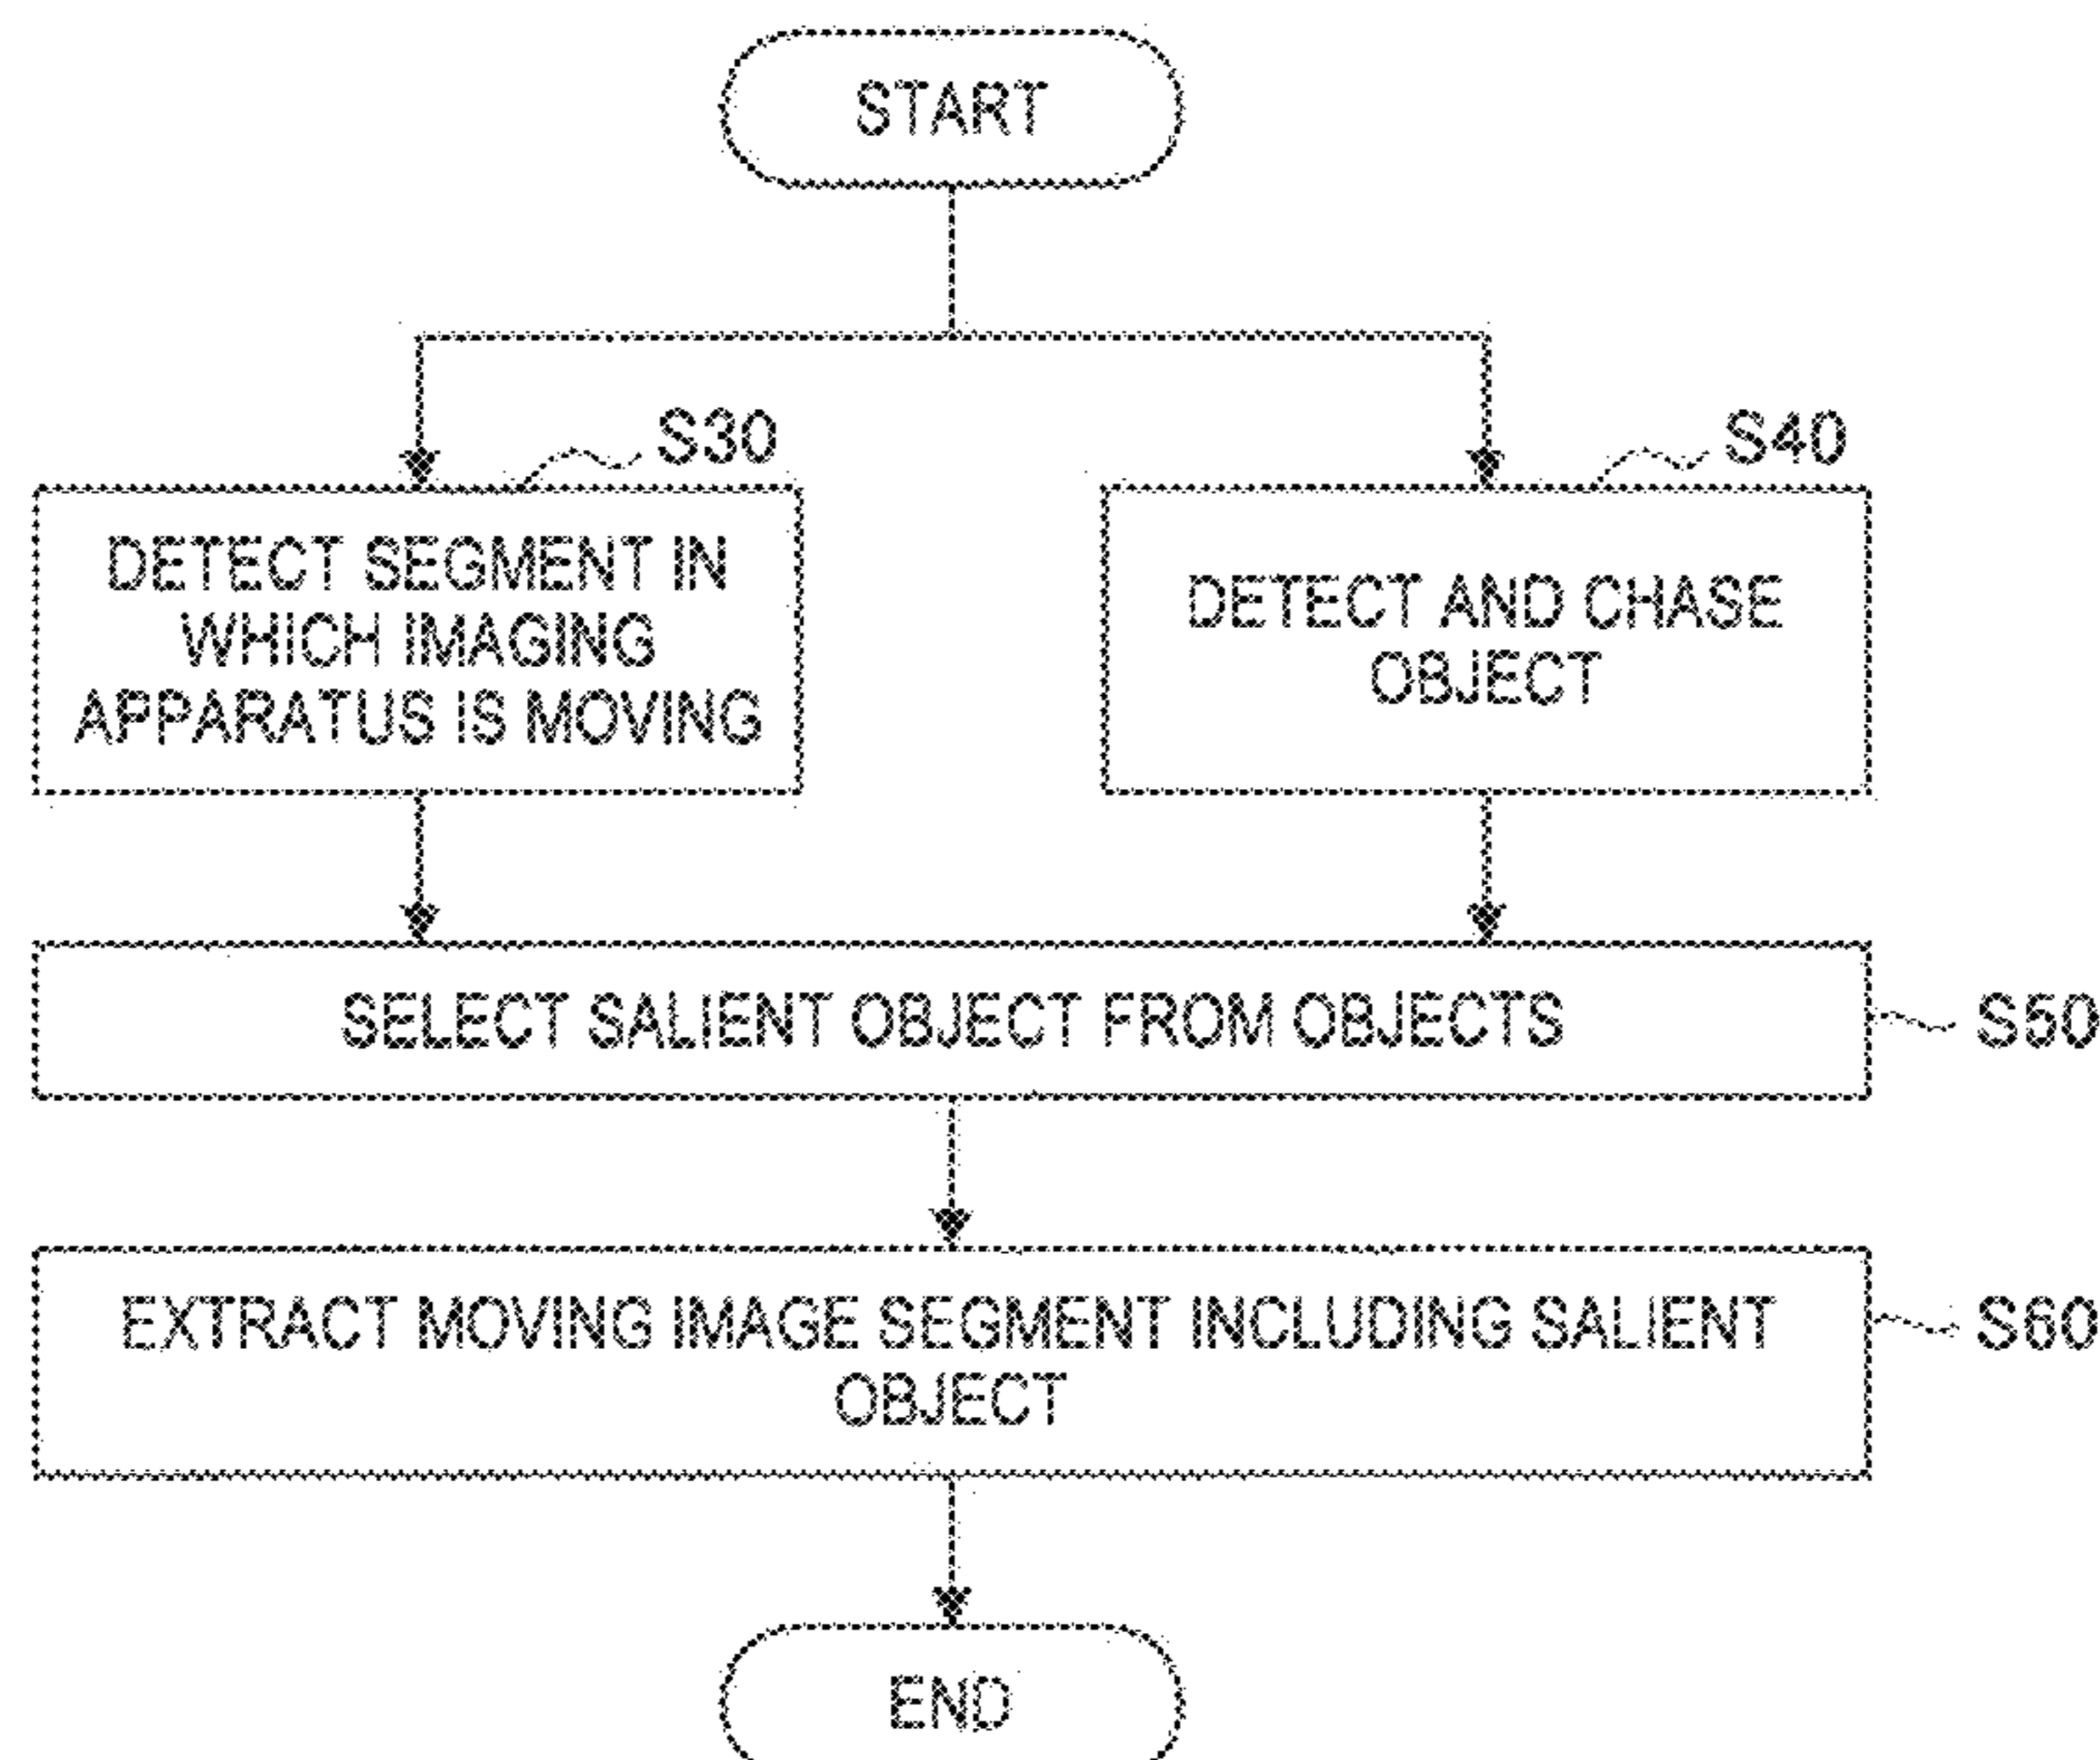 START
S30
S40
DETECT SEGMENT IN
WHICH IMAGING
APPARATUS IS MOVING
DETECT AND CHASE
OBJECT
SELECT SALIENT OBJECT FROM OBJECTS
S50
EXTRACT MOVING IMAGE SEGMENT INCLUDING SALIENT
OBJECT
S60
END